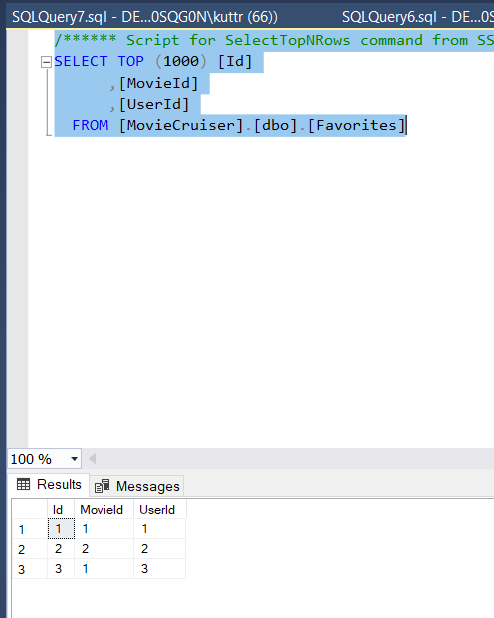 SQLQuery7.sql - DE...0SQG0N\kuttr (66)) SQLQuery6.sql - DE...0
/****** Script for SelectTopNRows command from SS
SELECT TOP (1000) [Id]
,[MovieId]
,[UserId]
FROM [MovieCruiser].[dbo].[Favorites]
100 %
Results Messages
Id MovieId UserId
1 1 1 1
2 2 2 2
3 3 1 3